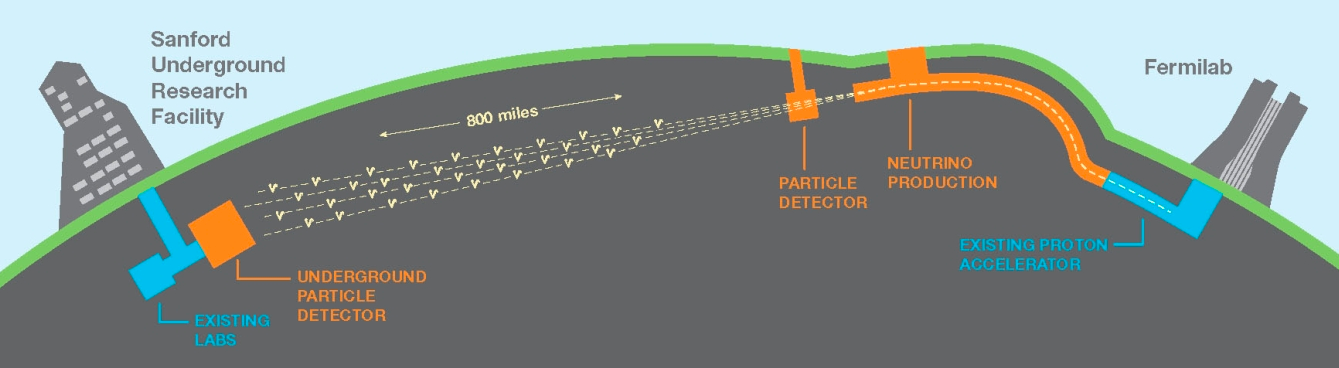 Sanford
Underground
Research
Facility
Fermilab
800 miles
PARTICLE
DETECTOR
NEUTRINO
PRODUCTION
EXISTING PROTON
ACCELERATOR
UNDERGROUND
PARTICLE
DETECTOR
EXISTING
LABS